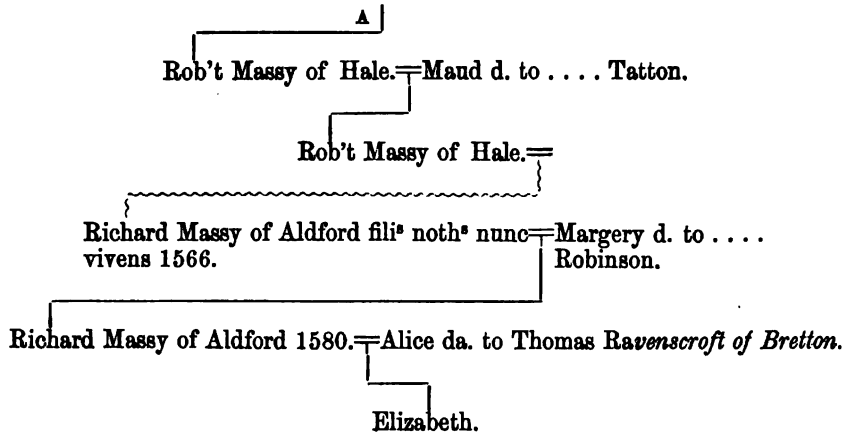 A
Rob't Massy of Hale.=Maud d. to .... Tatton.
Rob't Massy of Hale.=
Richard Massy of Aldford filiˢ nothˢ nunc=Margery d. to ....
vivens 1566. Robinson.
Richard Massy of Aldford 1580.=Alice da. to Thomas Ravenscroft of Bretton.
Elizabeth.